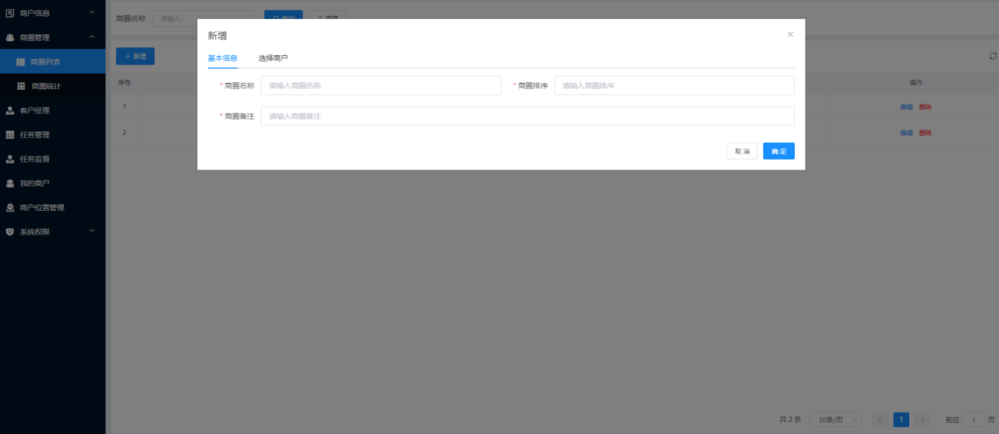 商户信息
商圈管理
商圈列表
商圈统计
客户经理
任务管理
任务监督
我的商户
商户位置管理
系统权限
商圈名称 请输入
+ 新增
序号 操作
1 编辑 删除
2 编辑 删除
新增
基本信息 选择商户
* 商圈名称 请输入商圈名称 * 商圈排序 请输入商圈排序
* 商圈备注 请输入商圈备注
取 消 确 定
共 2 条 20条/页 1 前往 1 页